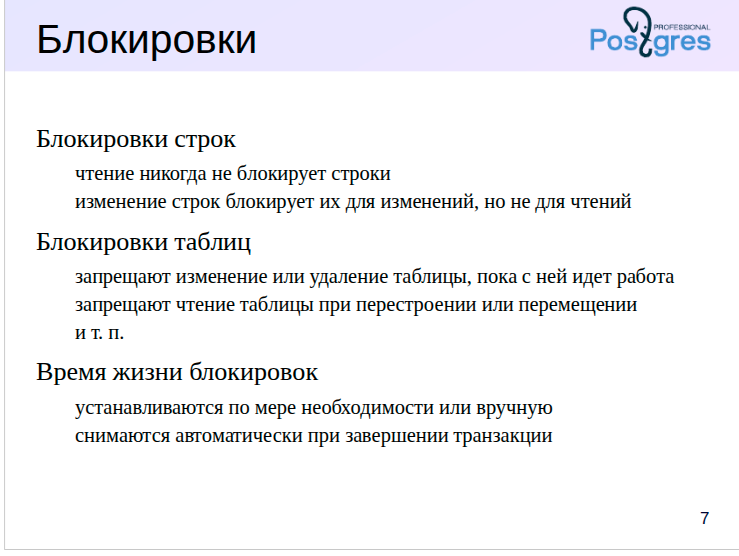 Блокировки
PROFESSIONAL
Postgres
Блокировки строк
чтение никогда не блокирует строки
изменение строк блокирует их для изменений, но не для чтений
Блокировки таблиц
запрещают изменение или удаление таблицы, пока с ней идет работа
запрещают чтение таблицы при перестроении или перемещении
и т. п.
Время жизни блокировок
устанавливаются по мере необходимости или вручную
снимаются автоматически при завершении транзакции
7